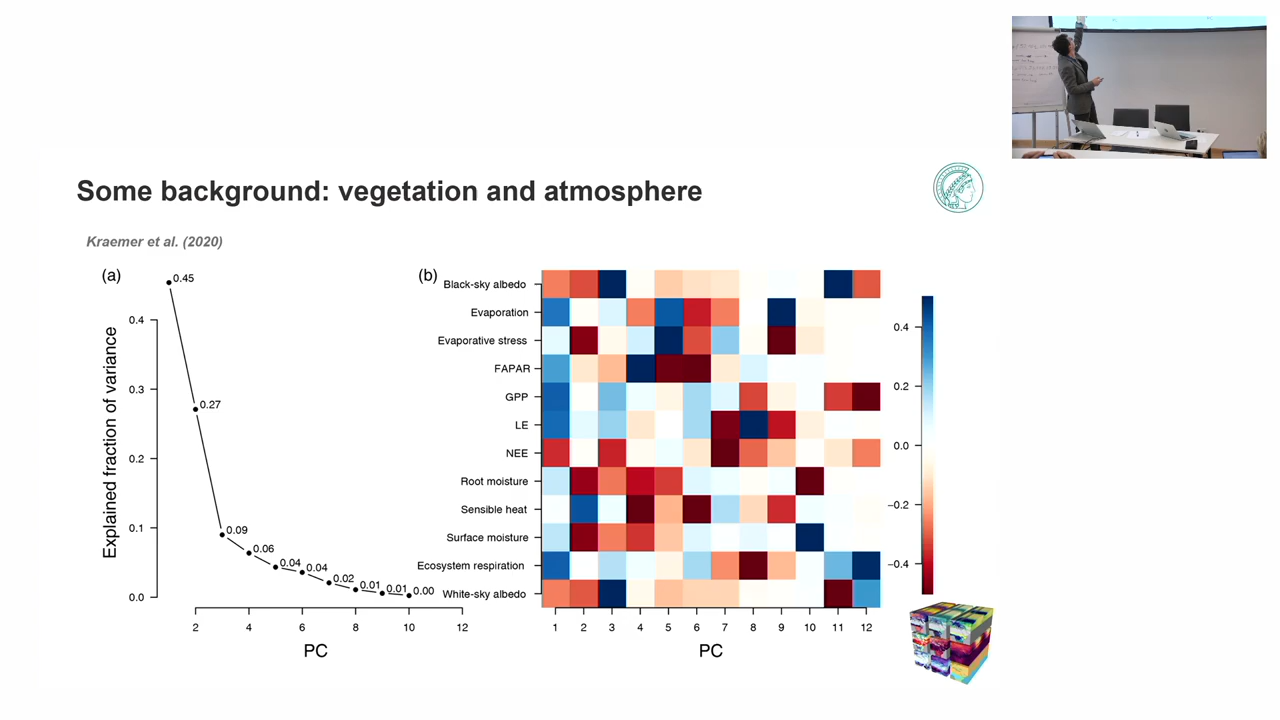 Some background: vegetation and atmosphere
Kraemer et al. (2020)
(a)
Explained fraction of variance
0.4
0.3
0.2
0.1
0.0
0.45
0.27
0.09
0.06
0.04
0.04
0.02
0.01
0.01
0.00
2 4 6 8 10 12
PC
(b)
Black-sky albedo
Evaporation
Evaporative stress
FAPAR
GPP
LE
NEE
Root moisture
Sensible heat
Surface moisture
Ecosystem respiration
White-sky albedo
1 2 3 4 5 6 7 8 9 10 11 12
PC
0.4
0.2
0.0
−0.2
−0.4